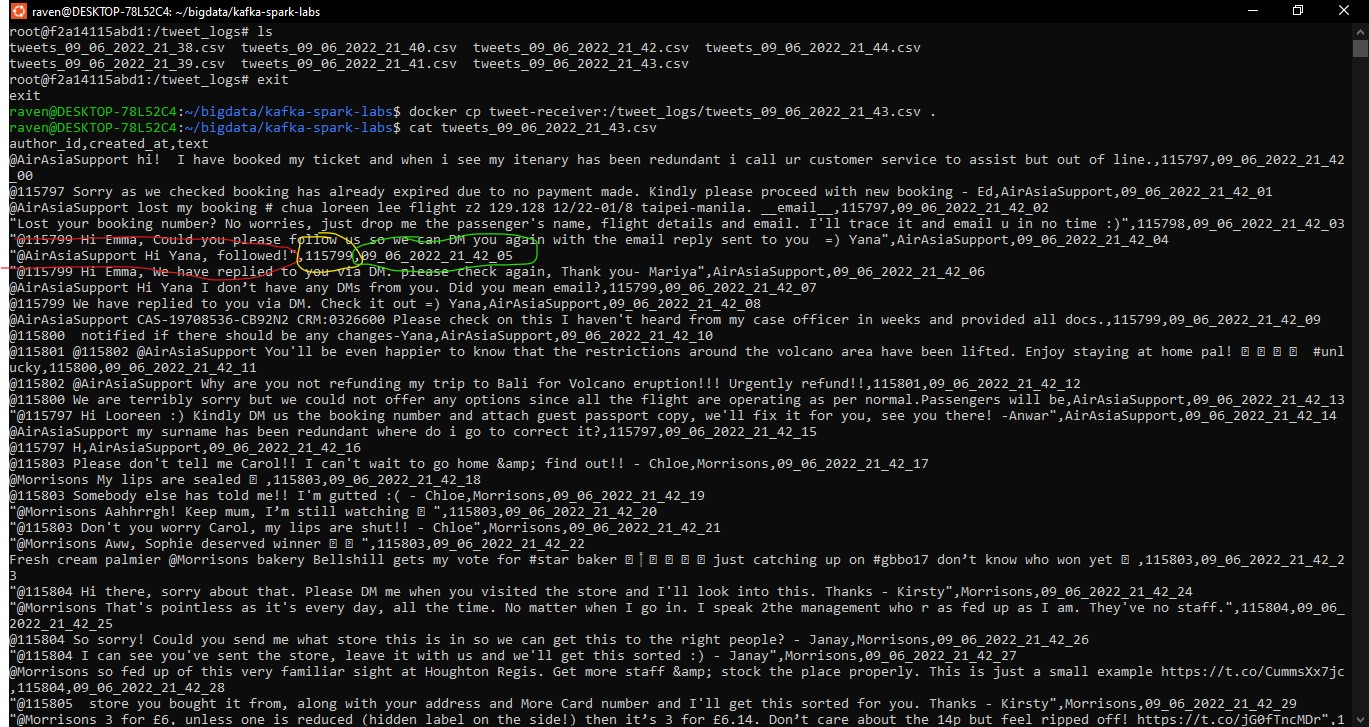 raven@DESKTOP-78L52C4: ~/bigdata/kafka-spark-labs
root@f2a14115abd1:/tweet_logs# ls
tweets_09_06_2022_21_38.csv  tweets_09_06_2022_21_40.csv  tweets_09_06_2022_21_42.csv  tweets_09_06_2022_21_44.csv
tweets_09_06_2022_21_39.csv  tweets_09_06_2022_21_41.csv  tweets_09_06_2022_21_43.csv
root@f2a14115abd1:/tweet_logs# exit
exit
raven@DESKTOP-78L52C4:~/bigdata/kafka-spark-labs$ docker cp tweet-receiver:/tweet_logs/tweets_09_06_2022_21_43.csv .
raven@DESKTOP-78L52C4:~/bigdata/kafka-spark-labs$ cat tweets_09_06_2022_21_43.csv
author_id,created_at,text
@AirAsiaSupport hi!  I have booked my ticket and when i see my itenary has been redundant i call ur customer service to assist but out of line.,115797,09_06_2022_21_42
_00
@115797 Sorry as we checked booking has already expired due to no payment made. Kindly please proceed with new booking - Ed,AirAsiaSupport,09_06_2022_21_42_01
@AirAsiaSupport lost my booking # chua loreen lee flight z2 129.128 12/22-01/8 taipei-manila. __email__,115797,09_06_2022_21_42_02
"Lost your booking number? No worries, just drop me the passenger's name, flight details and email. I'll trace it and email u in no time :)",115798,09_06_2022_21_42_03
"@115799 Hi Emma, Could you please follow us so we can DM you again with the email reply sent to you  =) Yana",AirAsiaSupport,09_06_2022_21_42_04
"@AirAsiaSupport Hi Yana, followed!",115799,09_06_2022_21_42_05
"@115799 Hi Emma, We have replied to you via DM. please check again, Thank you- Mariya",AirAsiaSupport,09_06_2022_21_42_06
@AirAsiaSupport Hi Yana I don’t have any DMs from you. Did you mean email?,115799,09_06_2022_21_42_07
@115799 We have replied to you via DM. Check it out =) Yana,AirAsiaSupport,09_06_2022_21_42_08
@AirAsiaSupport CAS-19708536-CB92N2 CRM:0326600 Please check on this I haven't heard from my case officer in weeks and provided all docs.,115799,09_06_2022_21_42_09
@115800  notified if there should be any changes-Yana,AirAsiaSupport,09_06_2022_21_42_10
@115801 @115802 @AirAsiaSupport You'll be even happier to know that the restrictions around the volcano area have been lifted. Enjoy staying at home pal! #unl
ucky,115800,09_06_2022_21_42_11
@115802 @AirAsiaSupport Why are you not refunding my trip to Bali for Volcano eruption!!! Urgently refund!!,115801,09_06_2022_21_42_12
@115800 We are terribly sorry but we could not offer any options since all the flight are operating as per normal.Passengers will be,AirAsiaSupport,09_06_2022_21_42_13
"@115797 Hi Looreen :) Kindly DM us the booking number and attach guest passport copy, we'll fix it for you, see you there! -Anwar",AirAsiaSupport,09_06_2022_21_42_14
@AirAsiaSupport my surname has been redundant where do i go to correct it?,115797,09_06_2022_21_42_15
@115797 H,AirAsiaSupport,09_06_2022_21_42_16
@115803 Please don't tell me Carol!! I can't wait to go home &amp; find out!! - Chloe,Morrisons,09_06_2022_21_42_17
@Morrisons My lips are sealed ,115803,09_06_2022_21_42_18
@115803 Somebody else has told me!! I'm gutted :( - Chloe,Morrisons,09_06_2022_21_42_19
"@Morrisons Aahhrrgh! Keep mum, I’m still watching ",115803,09_06_2022_21_42_20
"@115803 Don't you worry Carol, my lips are shut!! - Chloe",Morrisons,09_06_2022_21_42_21
"@Morrisons Aww, Sophie deserved winner ",115803,09_06_2022_21_42_22
Fresh cream palmier @Morrisons bakery Bellshill gets my vote for #star baker just catching up on #gbbo17 don’t know who won yet ,115803,09_06_2022_21_42_2
3
"@115804 Hi there, sorry about that. Please DM me when you visited the store and I'll look into this. Thanks - Kirsty",Morrisons,09_06_2022_21_42_24
"@Morrisons That's pointless as it's every day, all the time. No matter when I go in. I speak 2the management who r as fed up as I am. They've no staff.",115804,09_06_
2022_21_42_25
@115804 So sorry! Could you send me what store this is in so we can get this to the right people? - Janay,Morrisons,09_06_2022_21_42_26
"@115804 I can see you've sent the store, leave it with us and we'll get this sorted :) - Janay",Morrisons,09_06_2022_21_42_27
@Morrisons so fed up of this very familiar sight at Houghton Regis. Get more staff &amp; stock the place properly. This is just a small example https://t.co/CummsXx7jc
,115804,09_06_2022_21_42_28
"@115805  store you bought it from, along with your address and More Card number and I'll get this sorted for you. Thanks - Kirsty",Morrisons,09_06_2022_21_42_29
"@Morrisons 3 for £6, unless one is reduced (hidden label on the side!) then it’s 3 for £6.14. Don’t care about the 14p but feel ripped off! https://t.co/jG0fTncMDr",1